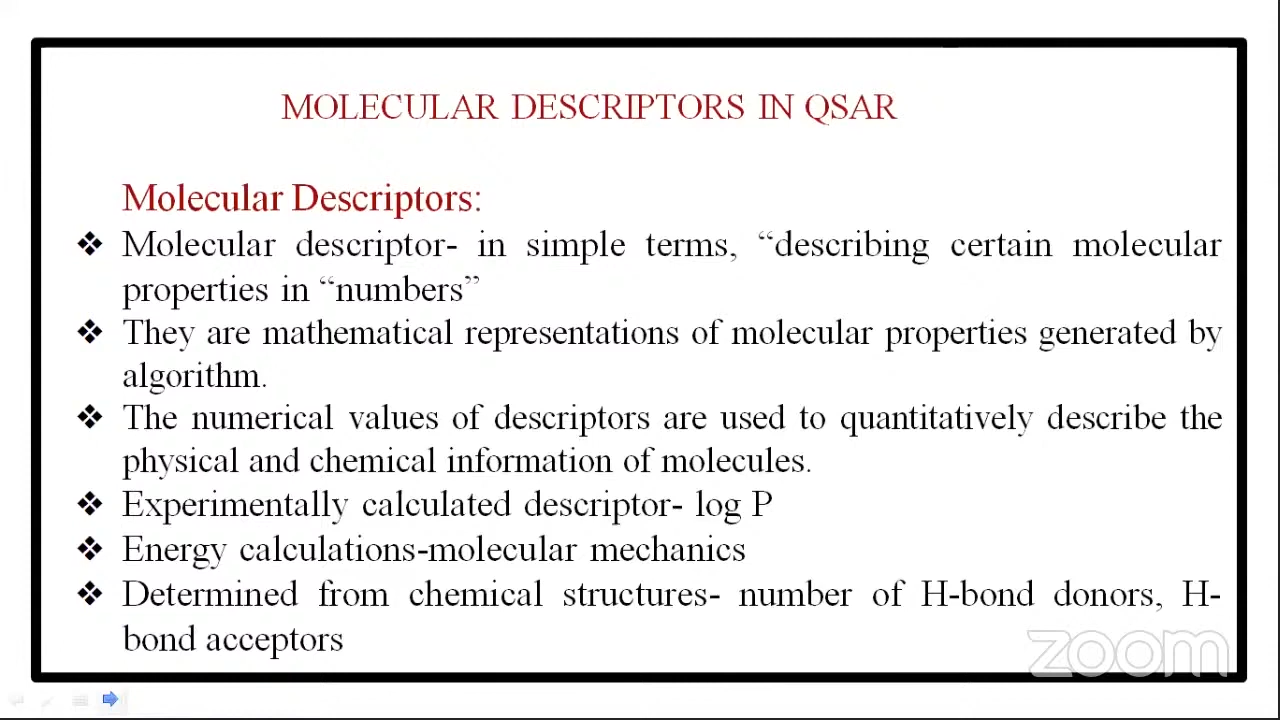 MOLECULAR DESCRIPTORS IN QSAR
Molecular Descriptors:
❖ Molecular descriptor- in simple terms, “describing certain molecular
properties in “numbers”
❖ They are mathematical representations of molecular properties generated by
algorithm.
❖ The numerical values of descriptors are used to quantitatively describe the
physical and chemical information of molecules.
❖ Experimentally calculated descriptor- log P
❖ Energy calculations-molecular mechanics
❖ Determined from chemical structures- number of H-bond donors, H-
bond acceptors
zoom